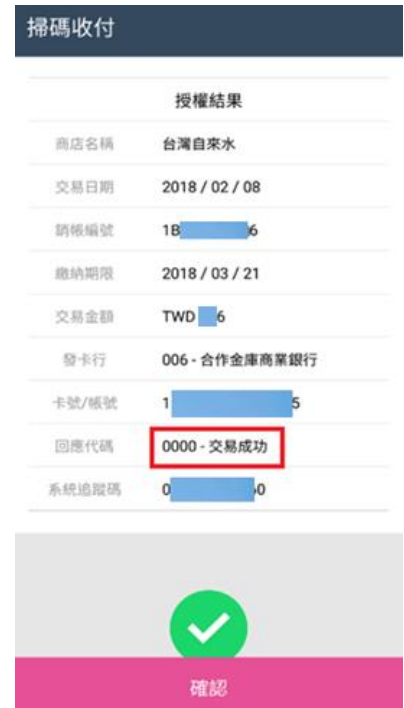 掃碼收付
授權結果
商店名稱 台灣自來水
交易日期 2018 / 02 / 08
銷帳編號 1B 6
繳納期限 2018 / 03 / 21
交易金額 TWD 6
發卡行 006 - 合作金庫商業銀行
卡號/帳號 1 5
回應代碼 0000 - 交易成功
系統追蹤碼 0 0
確認